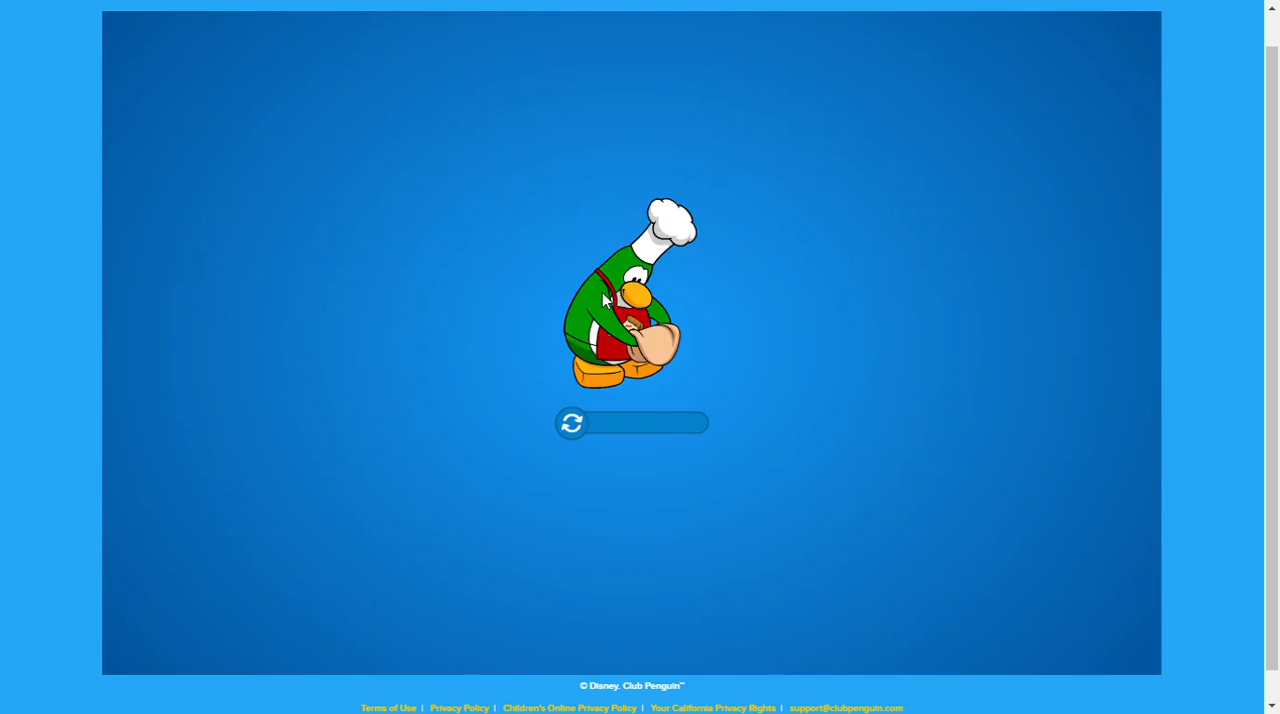 © Disney. Club Penguin™
Terms of Use | Privacy Policy | Children's Online Privacy Policy | Your California Privacy Rights | support@clubpenguin.com